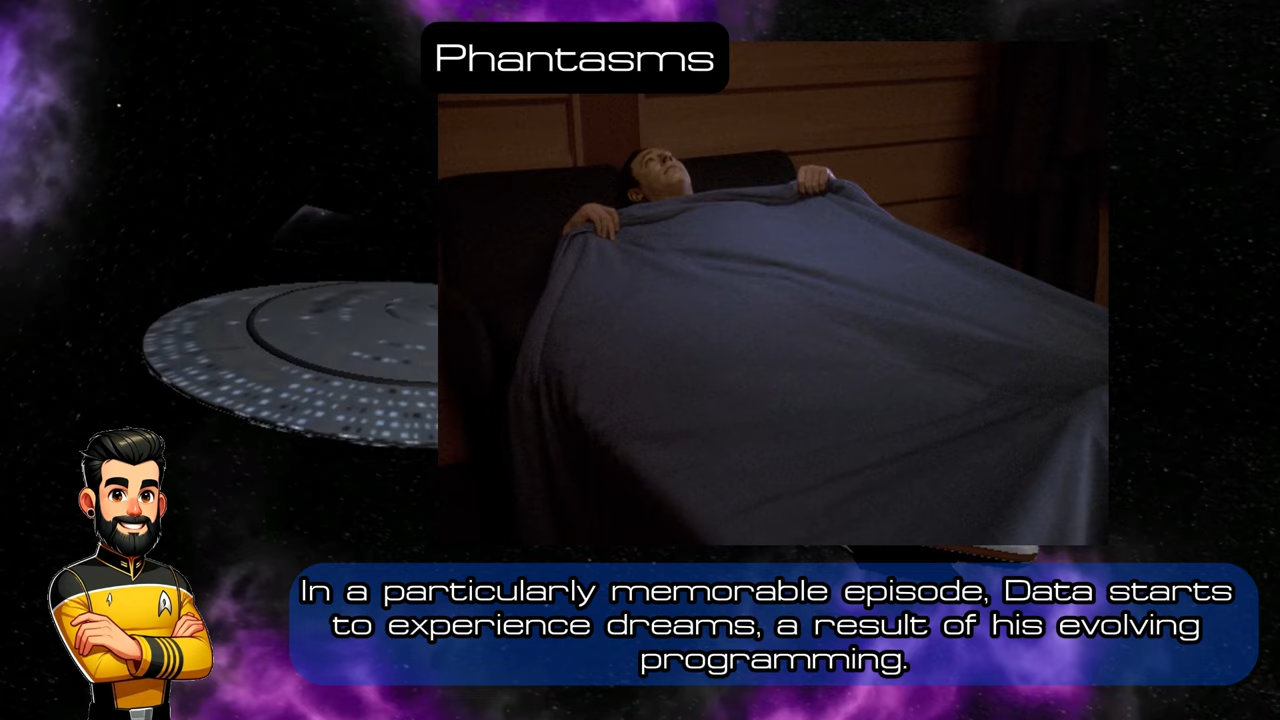 Phantasms
In a particularly memorable episode, Data starts
to experience dreams, a result of his evolving
programming.